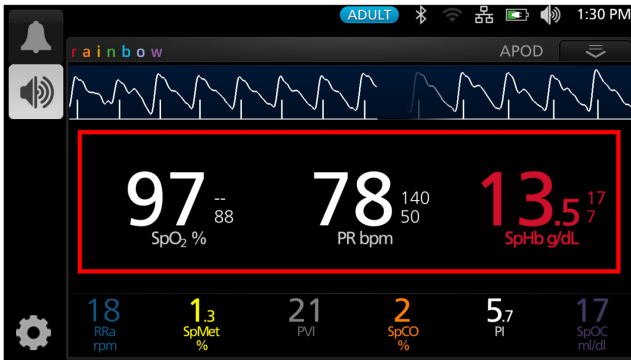 ADULT 1:30 PM
rainbow APOD
97 -- 88 78 140 50 13.5 17 7
SpO₂ % PR bpm SpHb g/dL
18 1.3 21 2 5.7 17
RRa SpMet PVI SpCO PI SpOC
rpm % % ml/dl